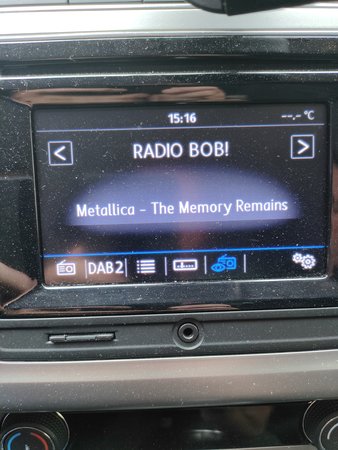 15:16 --,- °C
RADIO BOB!
Metallica - The Memory Remains
DAB2